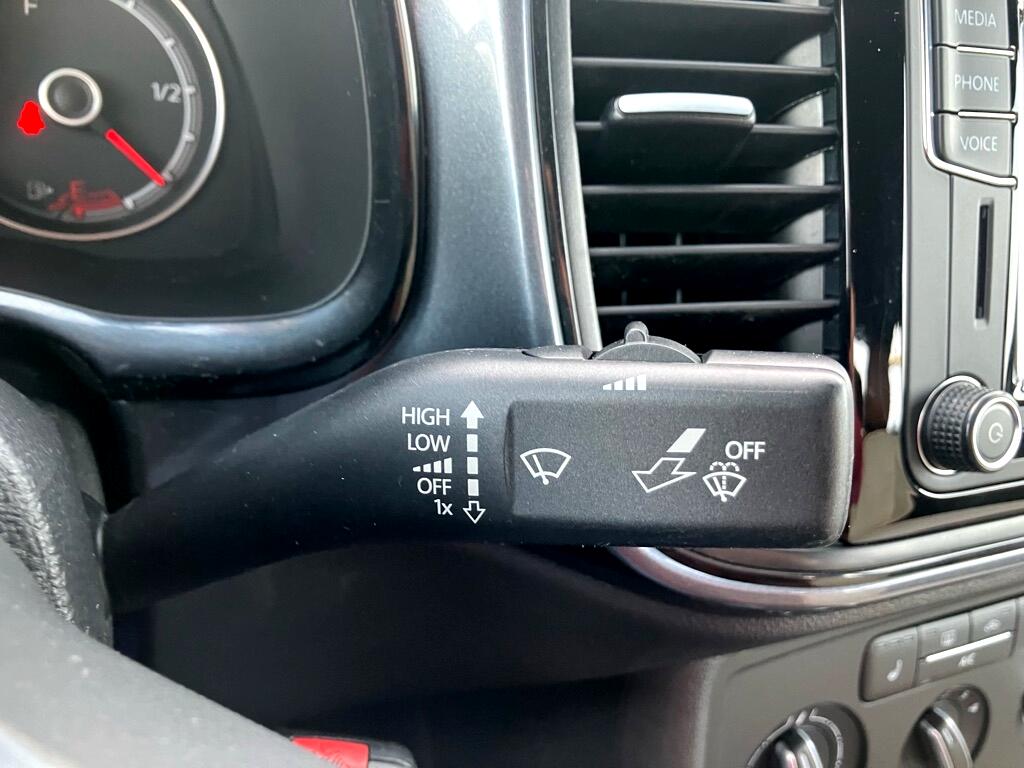 F
1/2
E
MEDIA
PHONE
VOICE
HIGH
LOW
OFF
1x
OFF